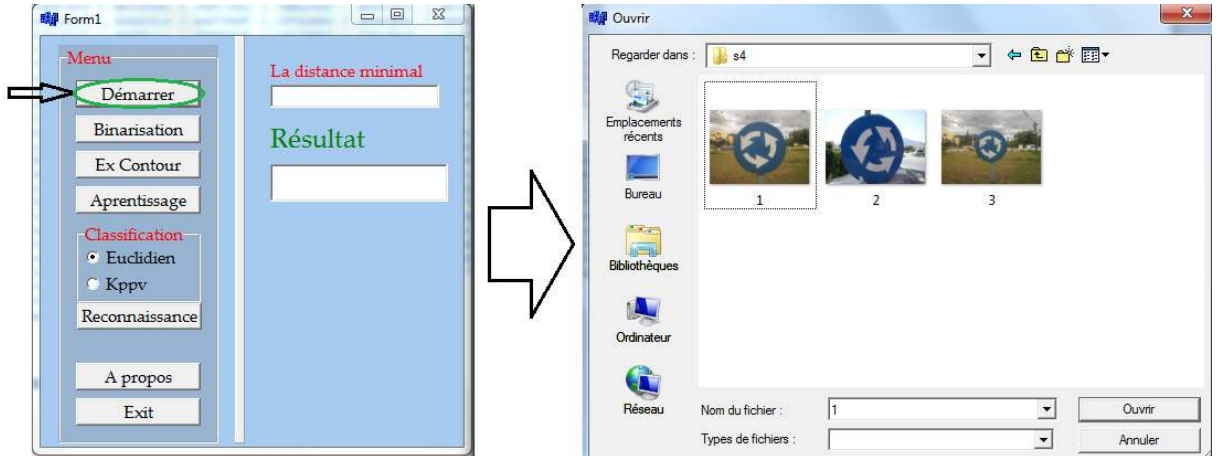 Form1
Menu
Démarrer
Binarisation
Ex Contour
Aprentissage
Classification
Euclidien
Kppv
Reconnaissance
A propos
Exit
La distance minimal
Résultat
Ouvrir
Regarder dans :
s4
Emplacements
récents
Bureau
Bibliothèques
Ordinateur
Réseau
1
2
3
Nom du fichier :
1
Ouvrir
Types de fichiers :
Annuler